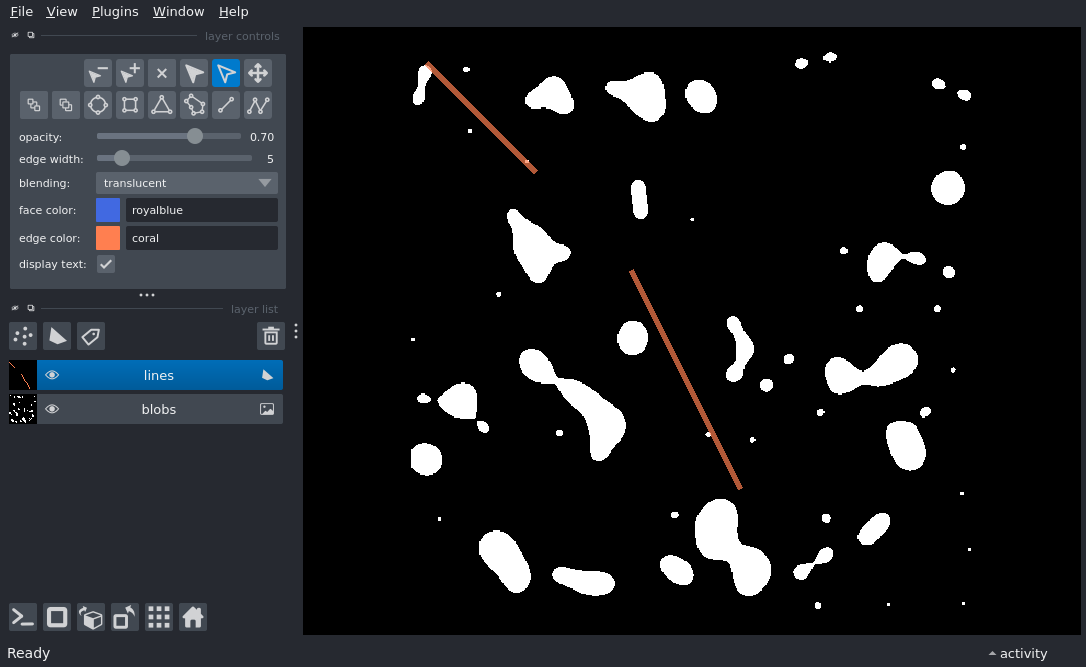 File View Plugins Window Help
layer controls
opacity: 0.70
edge width: 5
blending: translucent
face color: royalblue
edge color: coral
display text:
layer list
lines
blobs
Ready
activity